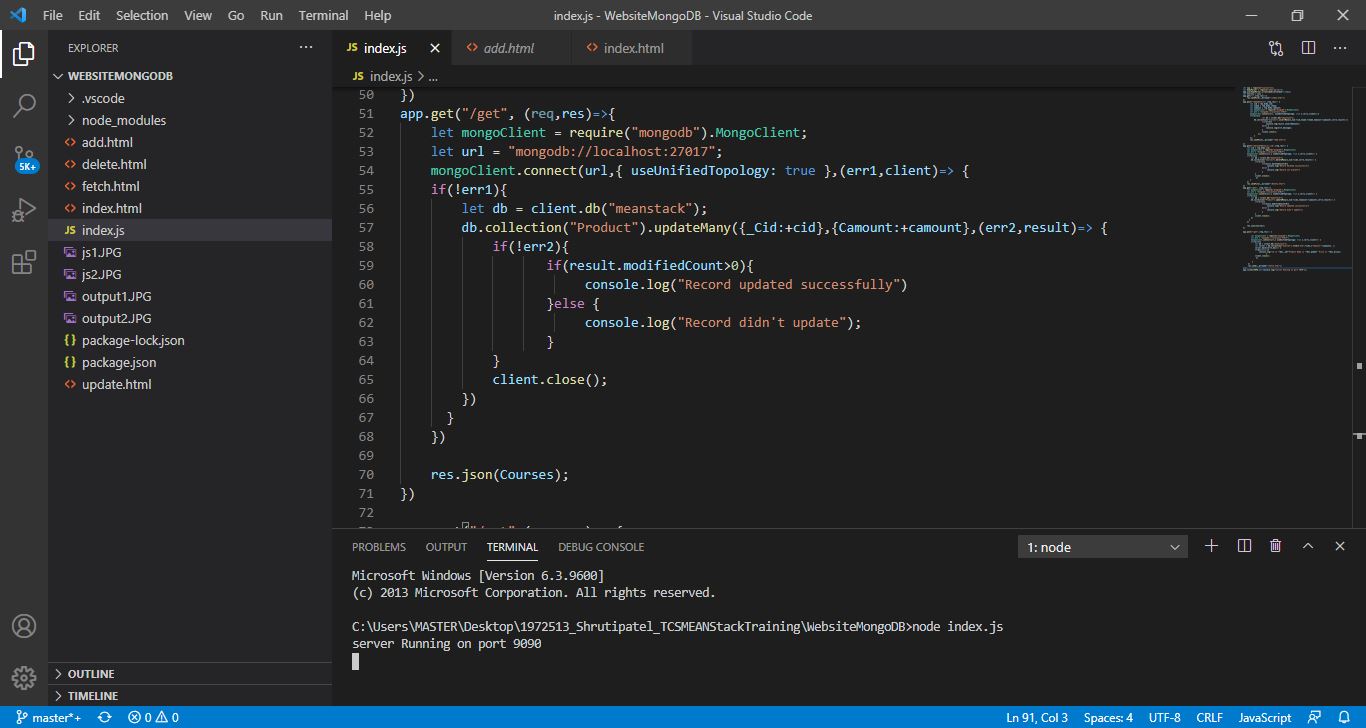 File Edit Selection View Go Run Terminal Help index.js - WebsiteMongoDB - Visual Studio Code
EXPLORER ...
WEBSITEMONGODB
.vscode
node_modules
<> add.html
<> delete.html
<> fetch.html
<> index.html
JS index.js
js1.JPG
js2.JPG
output1.JPG
output2.JPG
{} package-lock.json
{} package.json
<> update.html
OUTLINE
TIMELINE
5K+
JS index.js <> add.html <> index.html
JS index.js > ...
50 })
51 app.get("/get", (req,res)=>{
52 let mongoClient = require("mongodb").MongoClient;
53 let url = "mongodb://localhost:27017";
54 mongoClient.connect(url,{ useUnifiedTopology: true },(err1,client)=> {
55 if(!err1){
56 let db = client.db("meanstack");
57 db.collection("Product").updateMany({_Cid:+cid},{Camount:+camount},(err2,result)=> {
58 if(!err2){
59 if(result.modifiedCount>0){
60 console.log("Record updated successfully")
61 }else {
62 console.log("Record didn't update");
63 }
64 }
65 client.close();
66 })
67 }
68 })
69
70 res.json(Courses);
71 })
72
PROBLEMS OUTPUT TERMINAL DEBUG CONSOLE 1: node
Microsoft Windows [Version 6.3.9600]
(c) 2013 Microsoft Corporation. All rights reserved.
C:\Users\MASTER\Desktop\1972513_Shrutipatel_TCSMEANStackTraining\WebsiteMongoDB>node index.js
server Running on port 9090
master*+ 0 0 Ln 91, Col 3 Spaces: 4 UTF-8 CRLF JavaScript